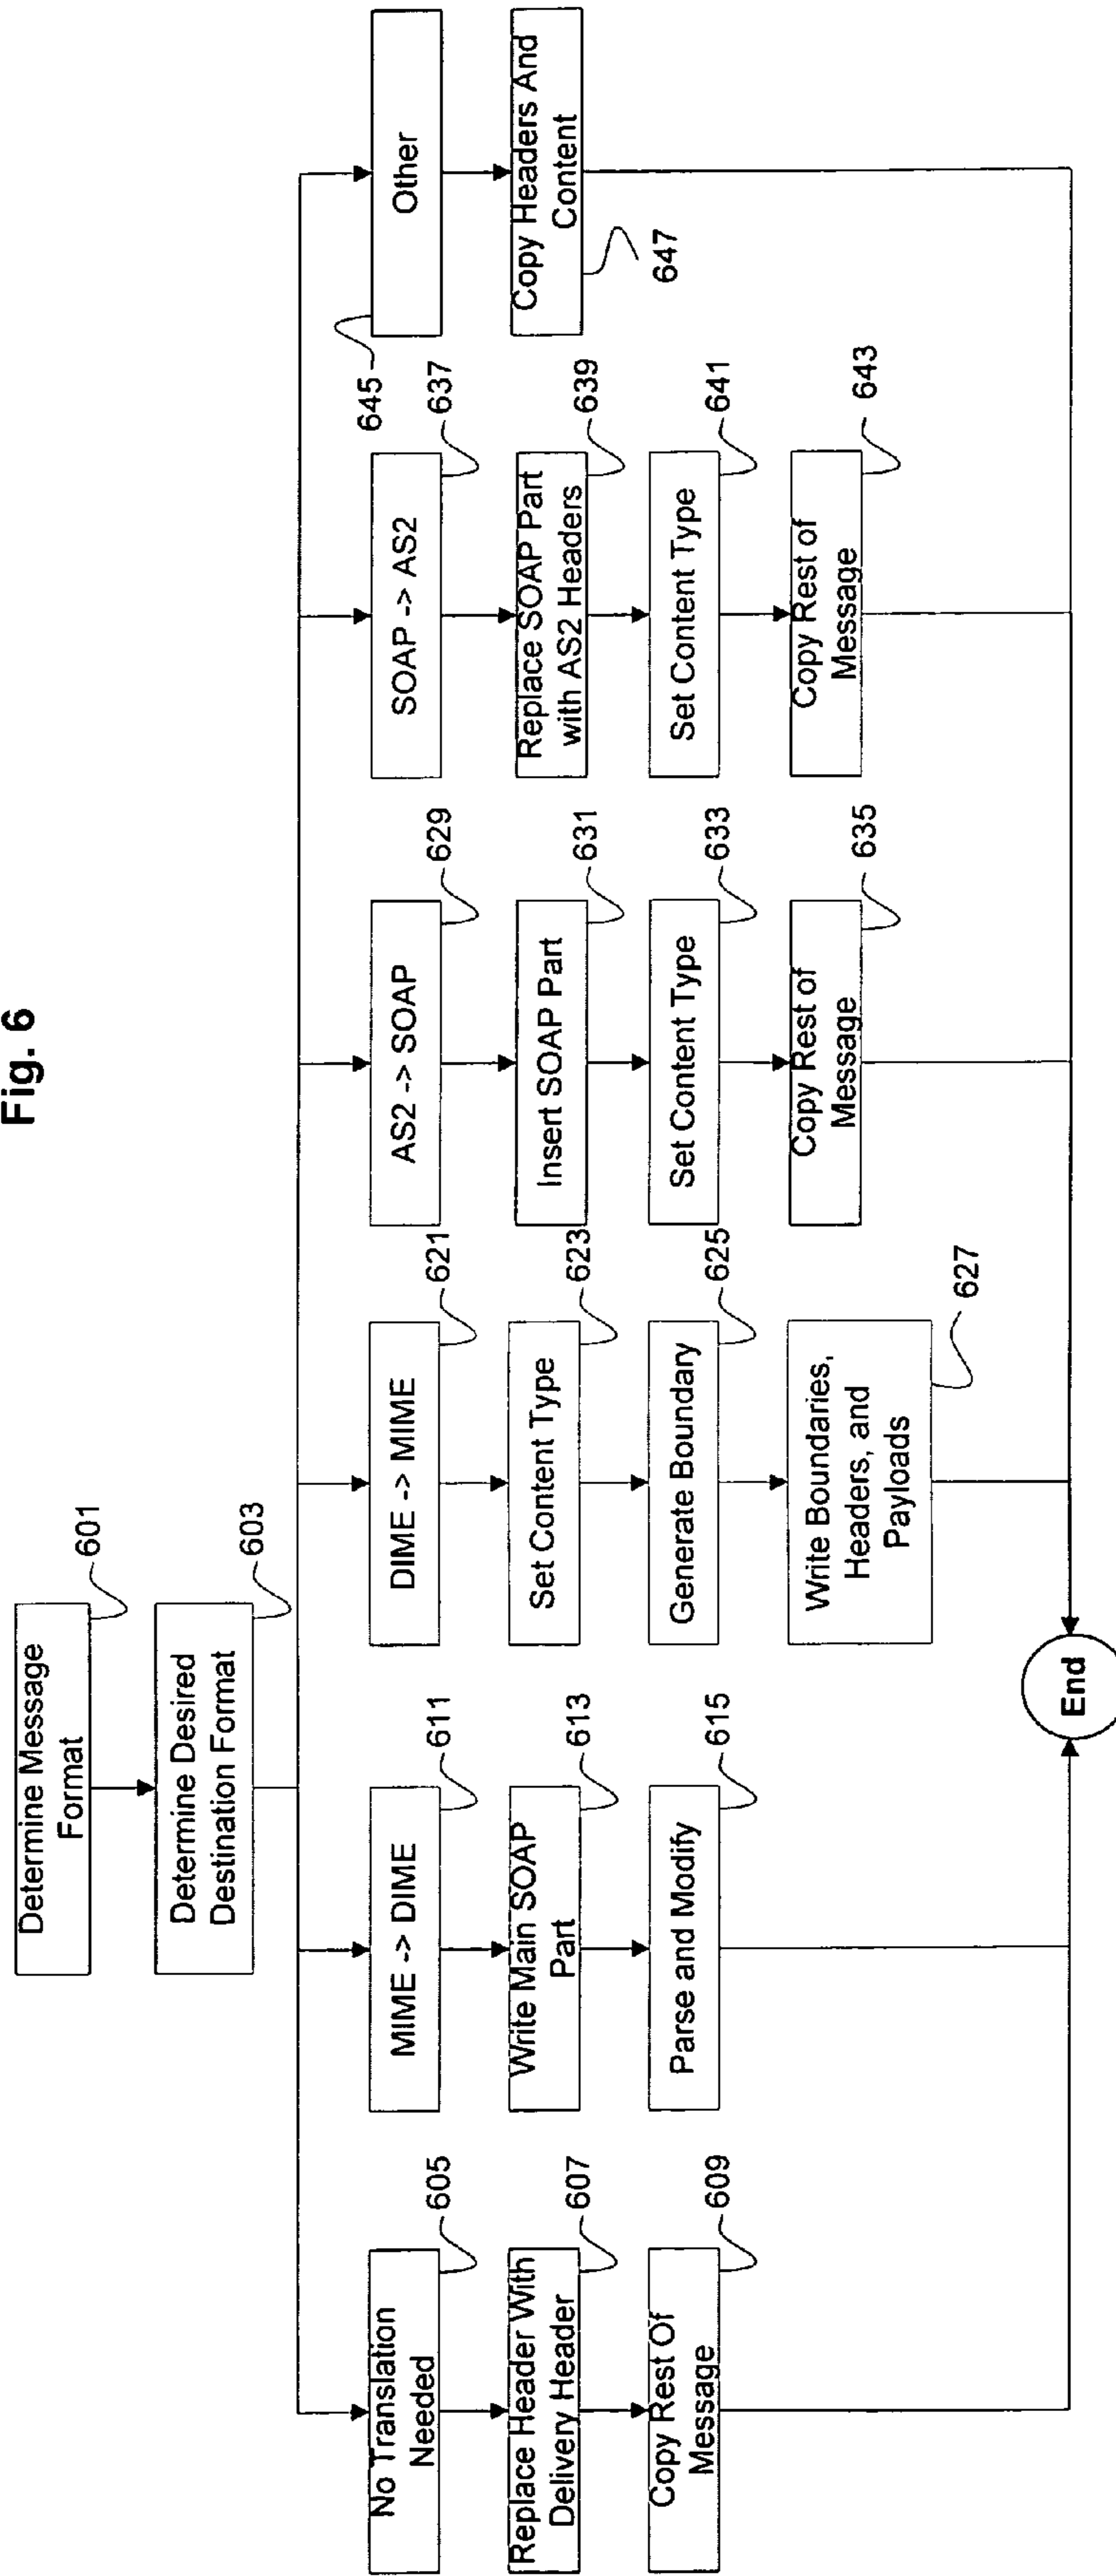 Fig. 6
Determine Message
Format
601
Determine Desired
Destination Format
603
No Translation
Needed
605
Replace Header With
Delivery Header
607
Copy Rest Of
Message
609
MIME -> DIME
611
Write Main SOAP
Part
613
Parse and Modify
615
DIME -> MIME
621
Set Content Type
623
Generate Boundary
625
Write Boundaries,
Headers, and
Payloads
627
AS2 -> SOAP
629
Insert SOAP Part
631
Set Content Type
633
Copy Rest of
Message
635
SOAP -> AS2
637
Replace SOAP Part
with AS2 Headers
639
Set Content Type
641
Copy Rest of
Message
643
Other
645
Copy Headers And
Content
647
End